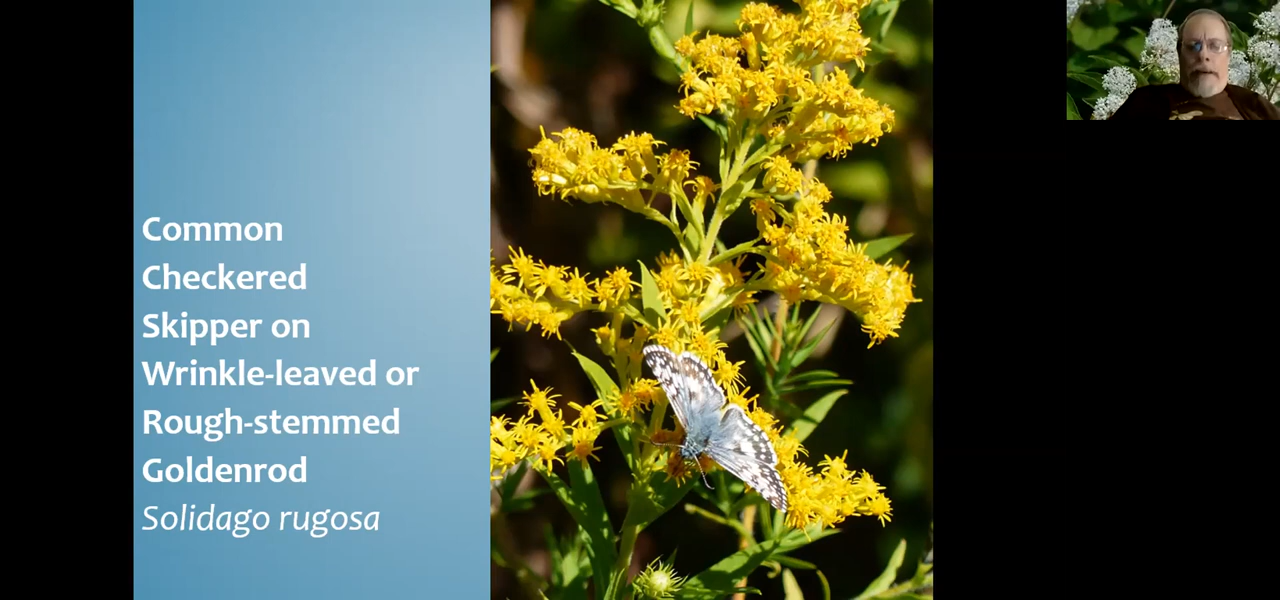 Common
Checkered
Skipper on
Wrinkle-leaved or
Rough-stemmed
Goldenrod
Solidago rugosa